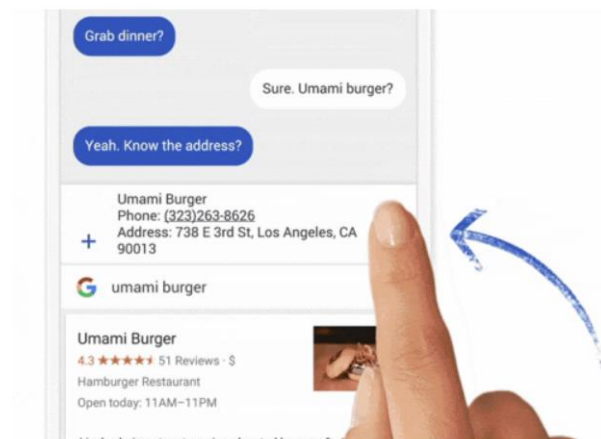 Grab dinner?
Sure. Umami burger?
Yeah. Know the address?
Umami Burger
Phone: (323)263-8626
Address: 738 E 3rd St, Los Angeles, CA
90013
umami burger
Umami Burger
4.3 ★★★★★ 51 Reviews · $
Hamburger Restaurant
Open today: 11AM–11PM